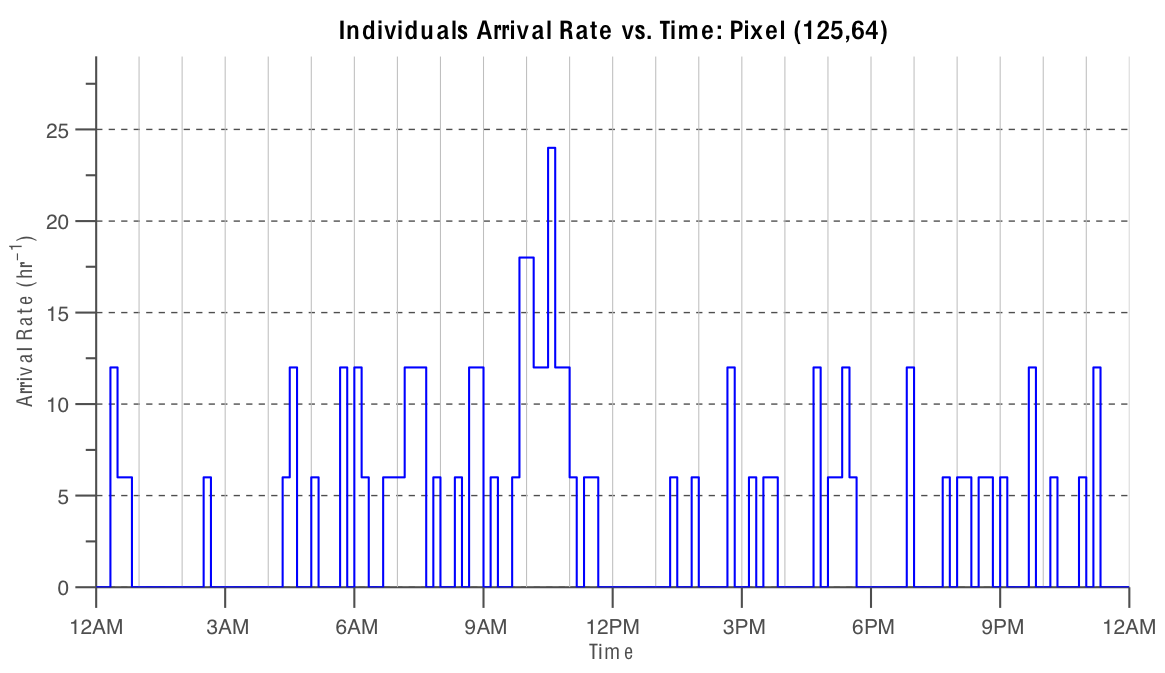 Individuals Arrival Rate vs. Time: Pixel (125,64)
Arrival Rate (hr⁻¹)
25
20
15
10
5
0
12AM 3AM 6AM 9AM 12PM 3PM 6PM 9PM 12AM
Time